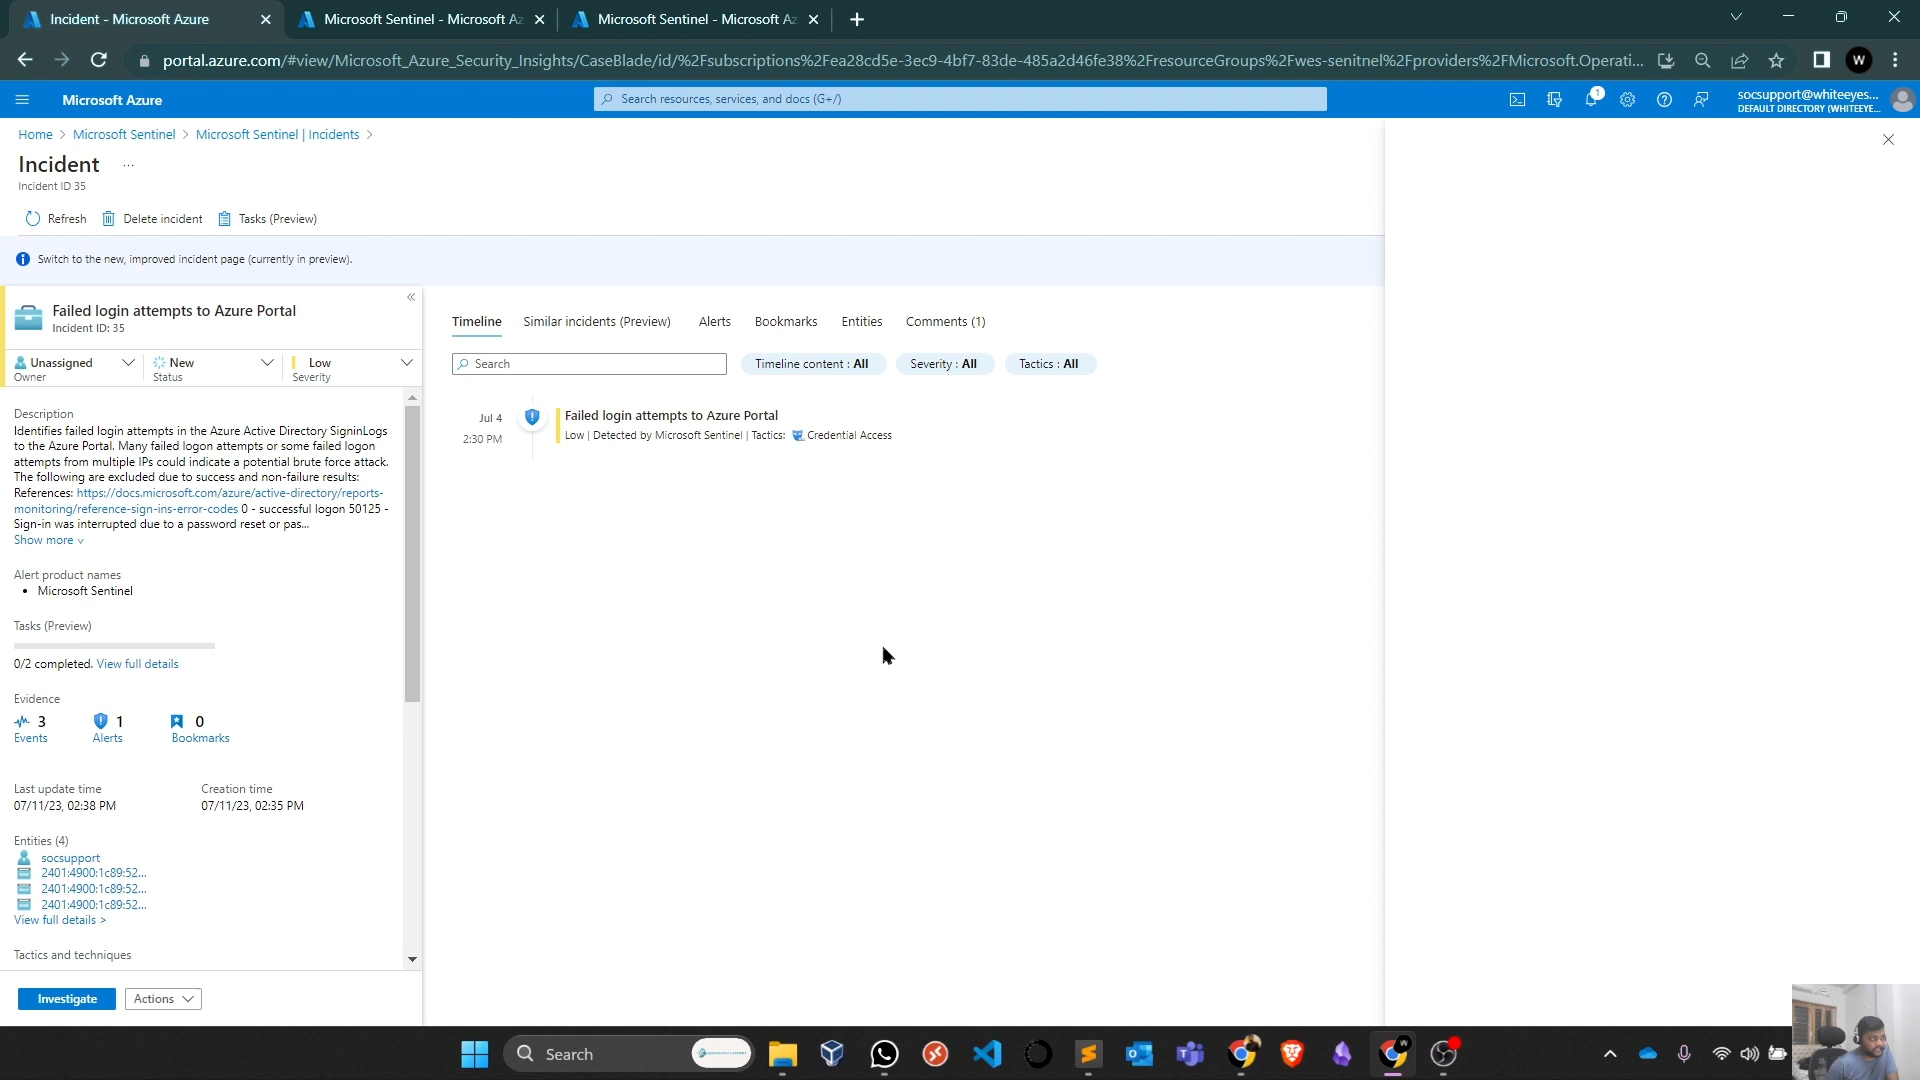 Incident - Microsoft Azure
Microsoft Sentinel - Microsoft Az
Microsoft Sentinel - Microsoft Az
portal.azure.com/#view/Microsoft_Azure_Security_Insights/CaseBlade/id/%2Fsubscriptions%2Fea28cd5e-3ec9-4bf7-83de-485a2d46fe38%2FresourceGroups%2Fwes-senitnel%2Fproviders%2FMicrosoft.Operati...
W
Microsoft Azure
Search resources, services, and docs (G+/)
1
socsupport@whiteeyes...
DEFAULT DIRECTORY (WHITEEYE...
Home > Microsoft Sentinel > Microsoft Sentinel | Incidents >
Incident ...
Incident ID 35
Refresh Delete incident Tasks (Preview)
Switch to the new, improved incident page (currently in preview).
Failed login attempts to Azure Portal
Incident ID: 35
Unassigned New Low
Owner Status Severity
Description
Identifies failed login attempts in the Azure Active Directory SigninLogs
to the Azure Portal. Many failed logon attempts or some failed logon
attempts from multiple IPs could indicate a potential brute force attack.
The following are excluded due to success and non-failure results:
References: https://docs.microsoft.com/azure/active-directory/reports-
monitoring/reference-sign-ins-error-codes 0 - successful logon 50125 -
Sign-in was interrupted due to a password reset or pas...
Show more
Alert product names
• Microsoft Sentinel
Tasks (Preview)
0/2 completed. View full details
Evidence
3 1 0
Events Alerts Bookmarks
Last update time Creation time
07/11/23, 02:38 PM 07/11/23, 02:35 PM
Entities (4)
socsupport
2401:4900:1c89:52...
2401:4900:1c89:52...
2401:4900:1c89:52...
View full details >
Tactics and techniques
Investigate Actions
Timeline Similar incidents (Preview) Alerts Bookmarks Entities Comments (1)
Search Timeline content : All Severity : All Tactics : All
Jul 4 Failed login attempts to Azure Portal
2:30 PM Low | Detected by Microsoft Sentinel | Tactics: Credential Access
Search